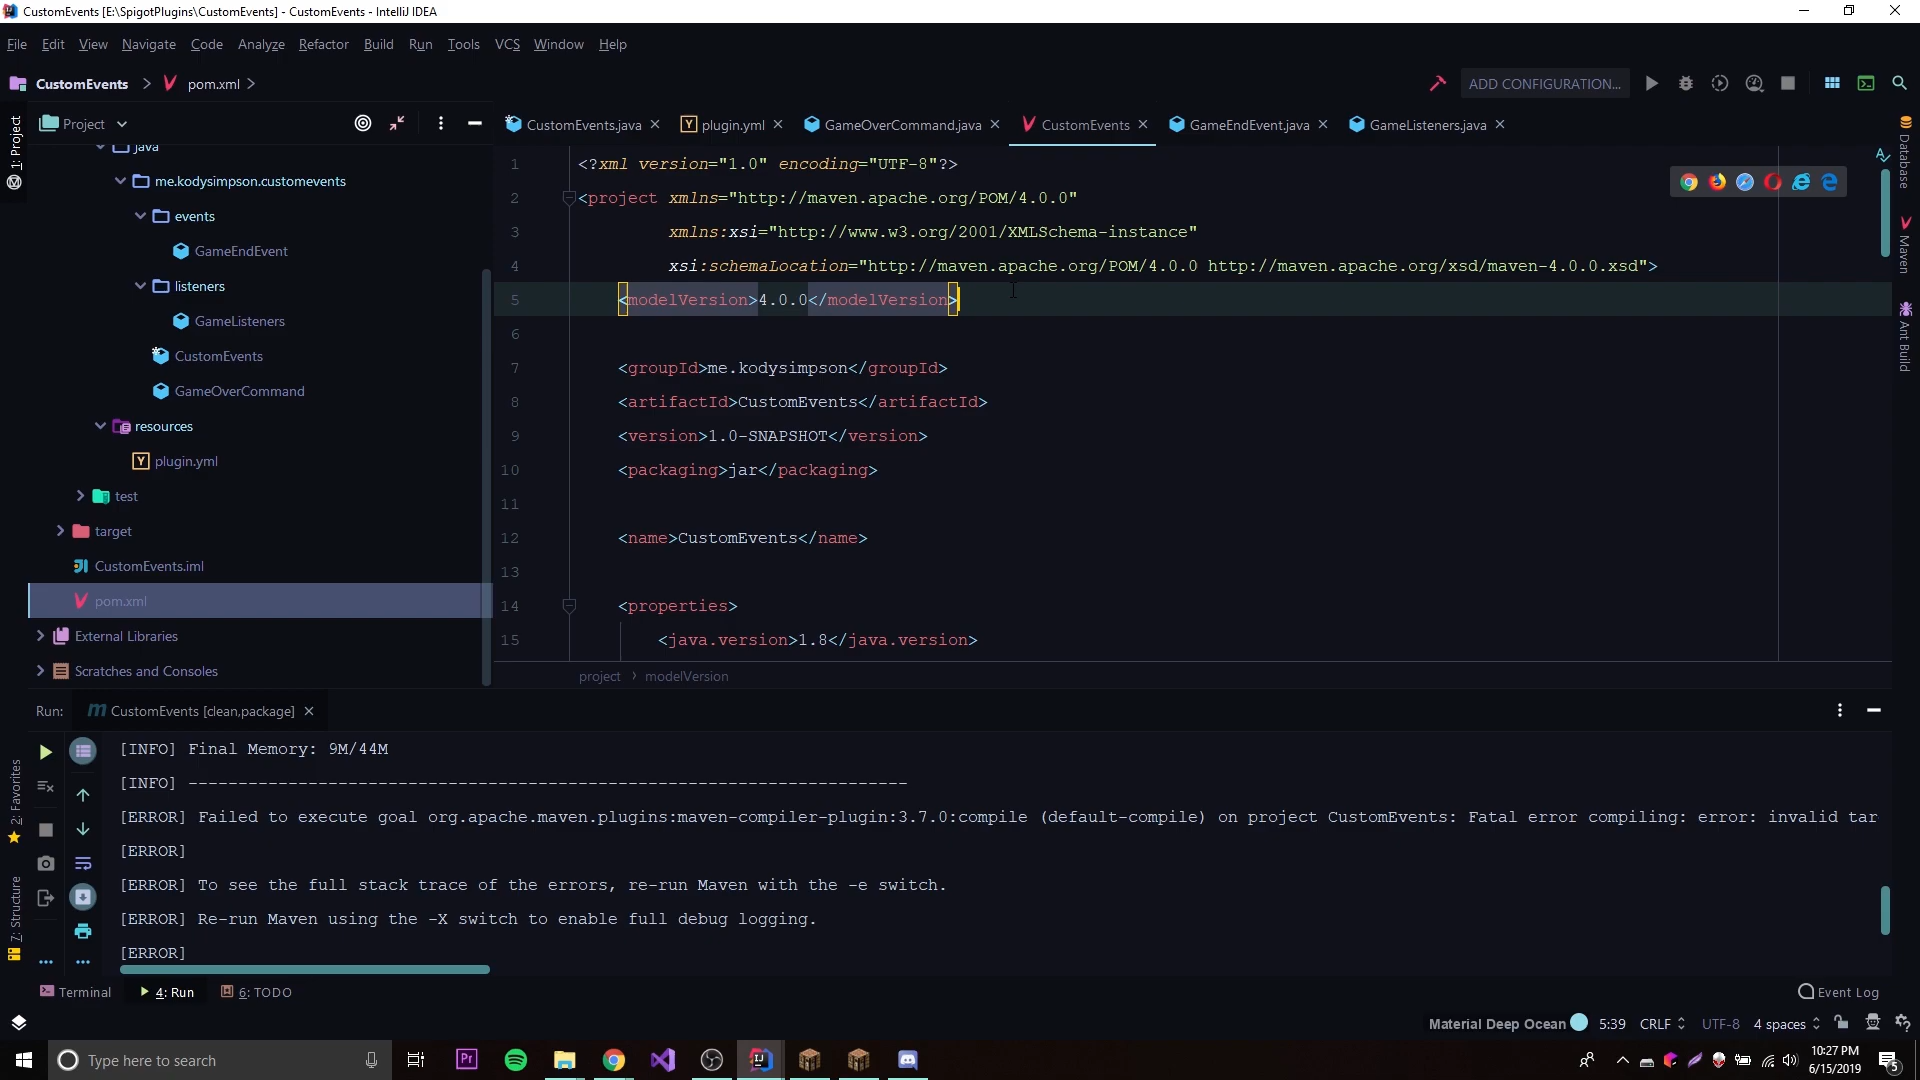 CustomEvents [E:\SpigotPlugins\CustomEvents] - CustomEvents - IntelliJ IDEA
File Edit View Navigate Code Analyze Refactor Build Run Tools VCS Window Help
CustomEvents pom.xml
ADD CONFIGURATION...
1: Project
Project
CustomEvents.java
plugin.yml
GameOverCommand.java
CustomEvents
GameEndEvent.java
GameListeners.java
java
me.kodysimpson.customevents
events
GameEndEvent
listeners
GameListeners
CustomEvents
GameOverCommand
resources
plugin.yml
test
target
CustomEvents.iml
pom.xml
External Libraries
Scratches and Consoles
1 <?xml version="1.0" encoding="UTF-8"?>
2 <project xmlns="http://maven.apache.org/POM/4.0.0"
3 xmlns:xsi="http://www.w3.org/2001/XMLSchema-instance"
4 xsi:schemaLocation="http://maven.apache.org/POM/4.0.0 http://maven.apache.org/xsd/maven-4.0.0.xsd">
5 <modelVersion>4.0.0</modelVersion>
6
7 <groupId>me.kodysimpson</groupId>
8 <artifactId>CustomEvents</artifactId>
9 <version>1.0-SNAPSHOT</version>
10 <packaging>jar</packaging>
11
12 <name>CustomEvents</name>
13
14 <properties>
15 <java.version>1.8</java.version>
project modelVersion
Database
Maven
Ant Build
Run: CustomEvents [clean,package]
[INFO] Final Memory: 9M/44M
[INFO] ------------------------------------------------------------------------
[ERROR] Failed to execute goal org.apache.maven.plugins:maven-compiler-plugin:3.7.0:compile (default-compile) on project CustomEvents: Fatal error compiling: error: invalid tar
[ERROR]
[ERROR] To see the full stack trace of the errors, re-run Maven with the -e switch.
[ERROR] Re-run Maven using the -X switch to enable full debug logging.
[ERROR]
2: Favorites
7: Structure
Terminal 4: Run 6: TODO
Event Log
Material Deep Ocean 5:39 CRLF UTF-8 4 spaces
Type here to search
10:27 PM
6/15/2019
5